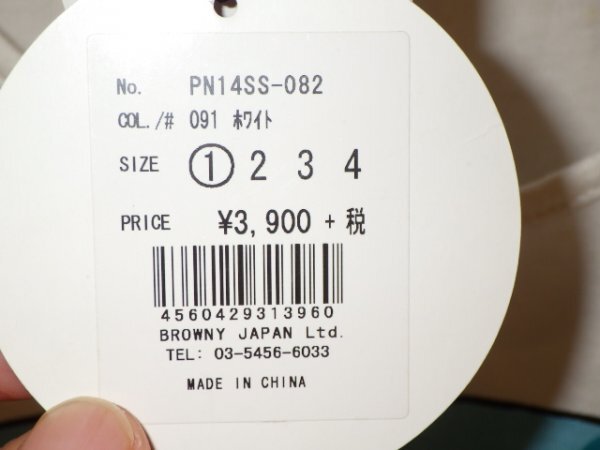 No. PN14SS-082
COL./# 091 ﾎﾜｲﾄ
SIZE ① 2 3 4
PRICE ¥3,900 + 税
4560429313960
BROWNY JAPAN Ltd.
TEL: 03-5456-6033
MADE IN CHINA